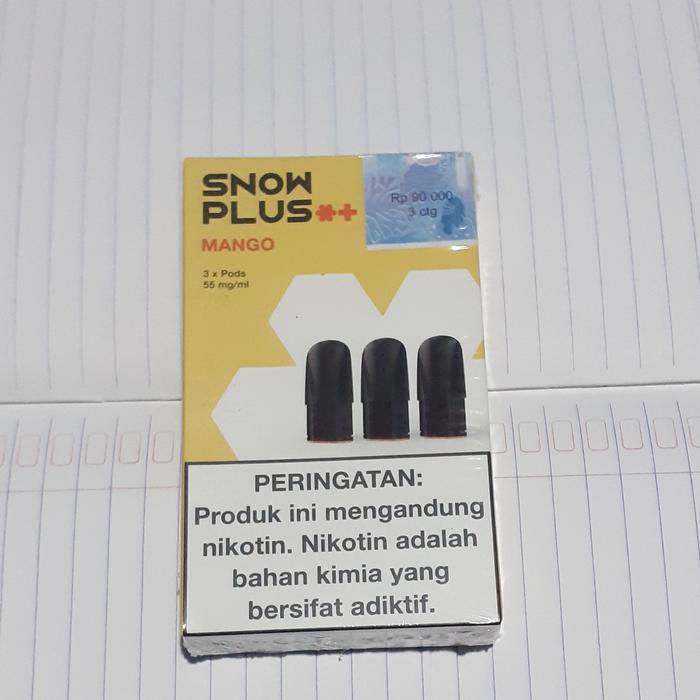 SNOW
PLUS
MANGO
3 x Pods
55 mg/ml
Rp 90.000
3 ctg
PERINGATAN:
Produk ini mengandung
nikotin. Nikotin adalah
bahan kimia yang
bersifat adiktif.